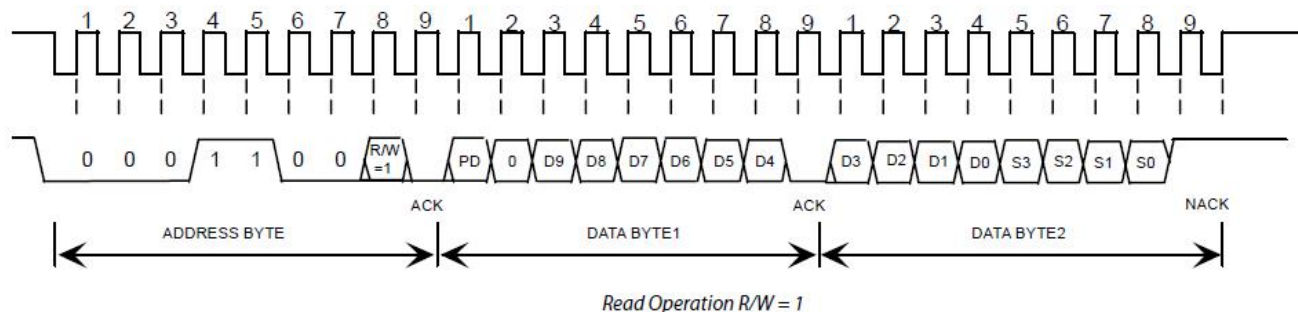 1 2 3 4 5 6 7 8 9 1 2 3 4 5 6 7 8 9 1 2 3 4 5 6 7 8 9
0 0 0 1 1 0 0 R/W =1 PD 0 D9 D8 D7 D6 D5 D4 D3 D2 D1 D0 S3 S2 S1 S0
ACK ACK NACK
ADDRESS BYTE DATA BYTE1 DATA BYTE2
Read Operation R/W = 1